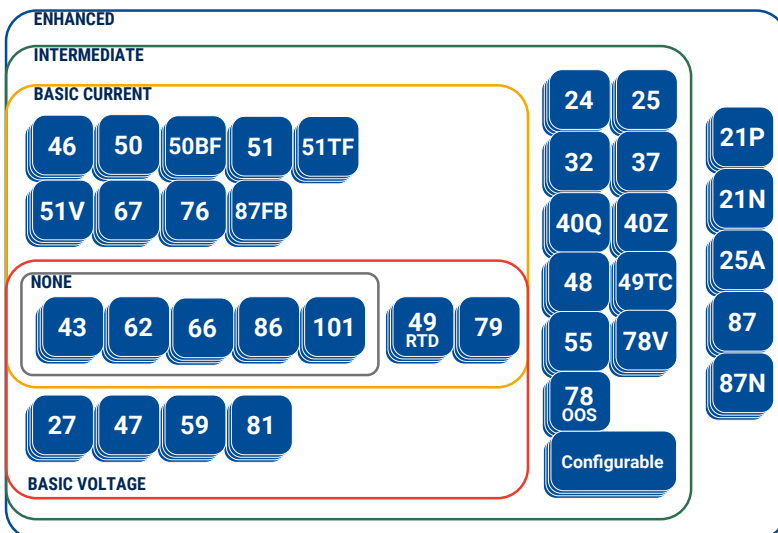 ENHANCED
INTERMEDIATE
BASIC CURRENT
46 50 50BF 51 51TF
51V 67 76 87FB
NONE
43 62 66 86 101
49
RTD
79
27 47 59 81
BASIC VOLTAGE
24 25
32 37
40Q 40Z
48 49TC
55 78V
78
OOS
Configurable
21P
21N
25A
87
87N